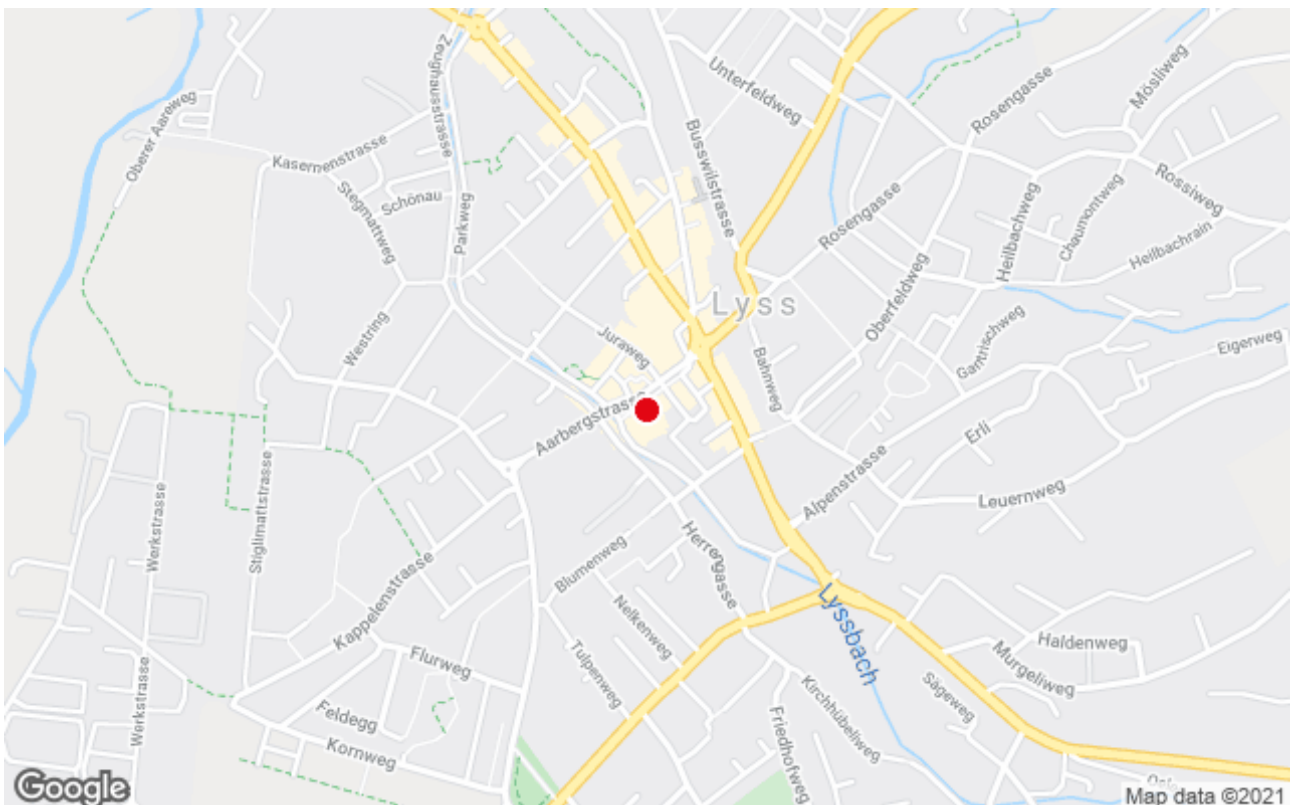 Zeughausstrasse
Unterfeldweg
Rosengasse
Mösliweg
Oberer Aareweg
Busswilstrasse
Kasernenstrasse
Stegmattweg
Schönau
Parkweg
Rosengasse
Rossiweg
Chaumontweg
Heilbachweg
Heilbachrain
Lyss
Oberfeldweg
Westring
Juraweg
Bahnweg
Gantrischweg
Eigerweg
Aarbergstrasse
Erli
Alpenstrasse
Leuernweg
Werkstrasse
Stiglimattstrasse
Herrengasse
Blumenweg
Kappelenstrasse
Nelkenweg
Lyssbach
Haldenweg
Murgeliweg
Flurweg
Tulpenweg
Sägeweg
Kirchhübeliweg
Friedhofweg
Werkstrasse
Feldegg
Kornweg
Google
Map data ©2021